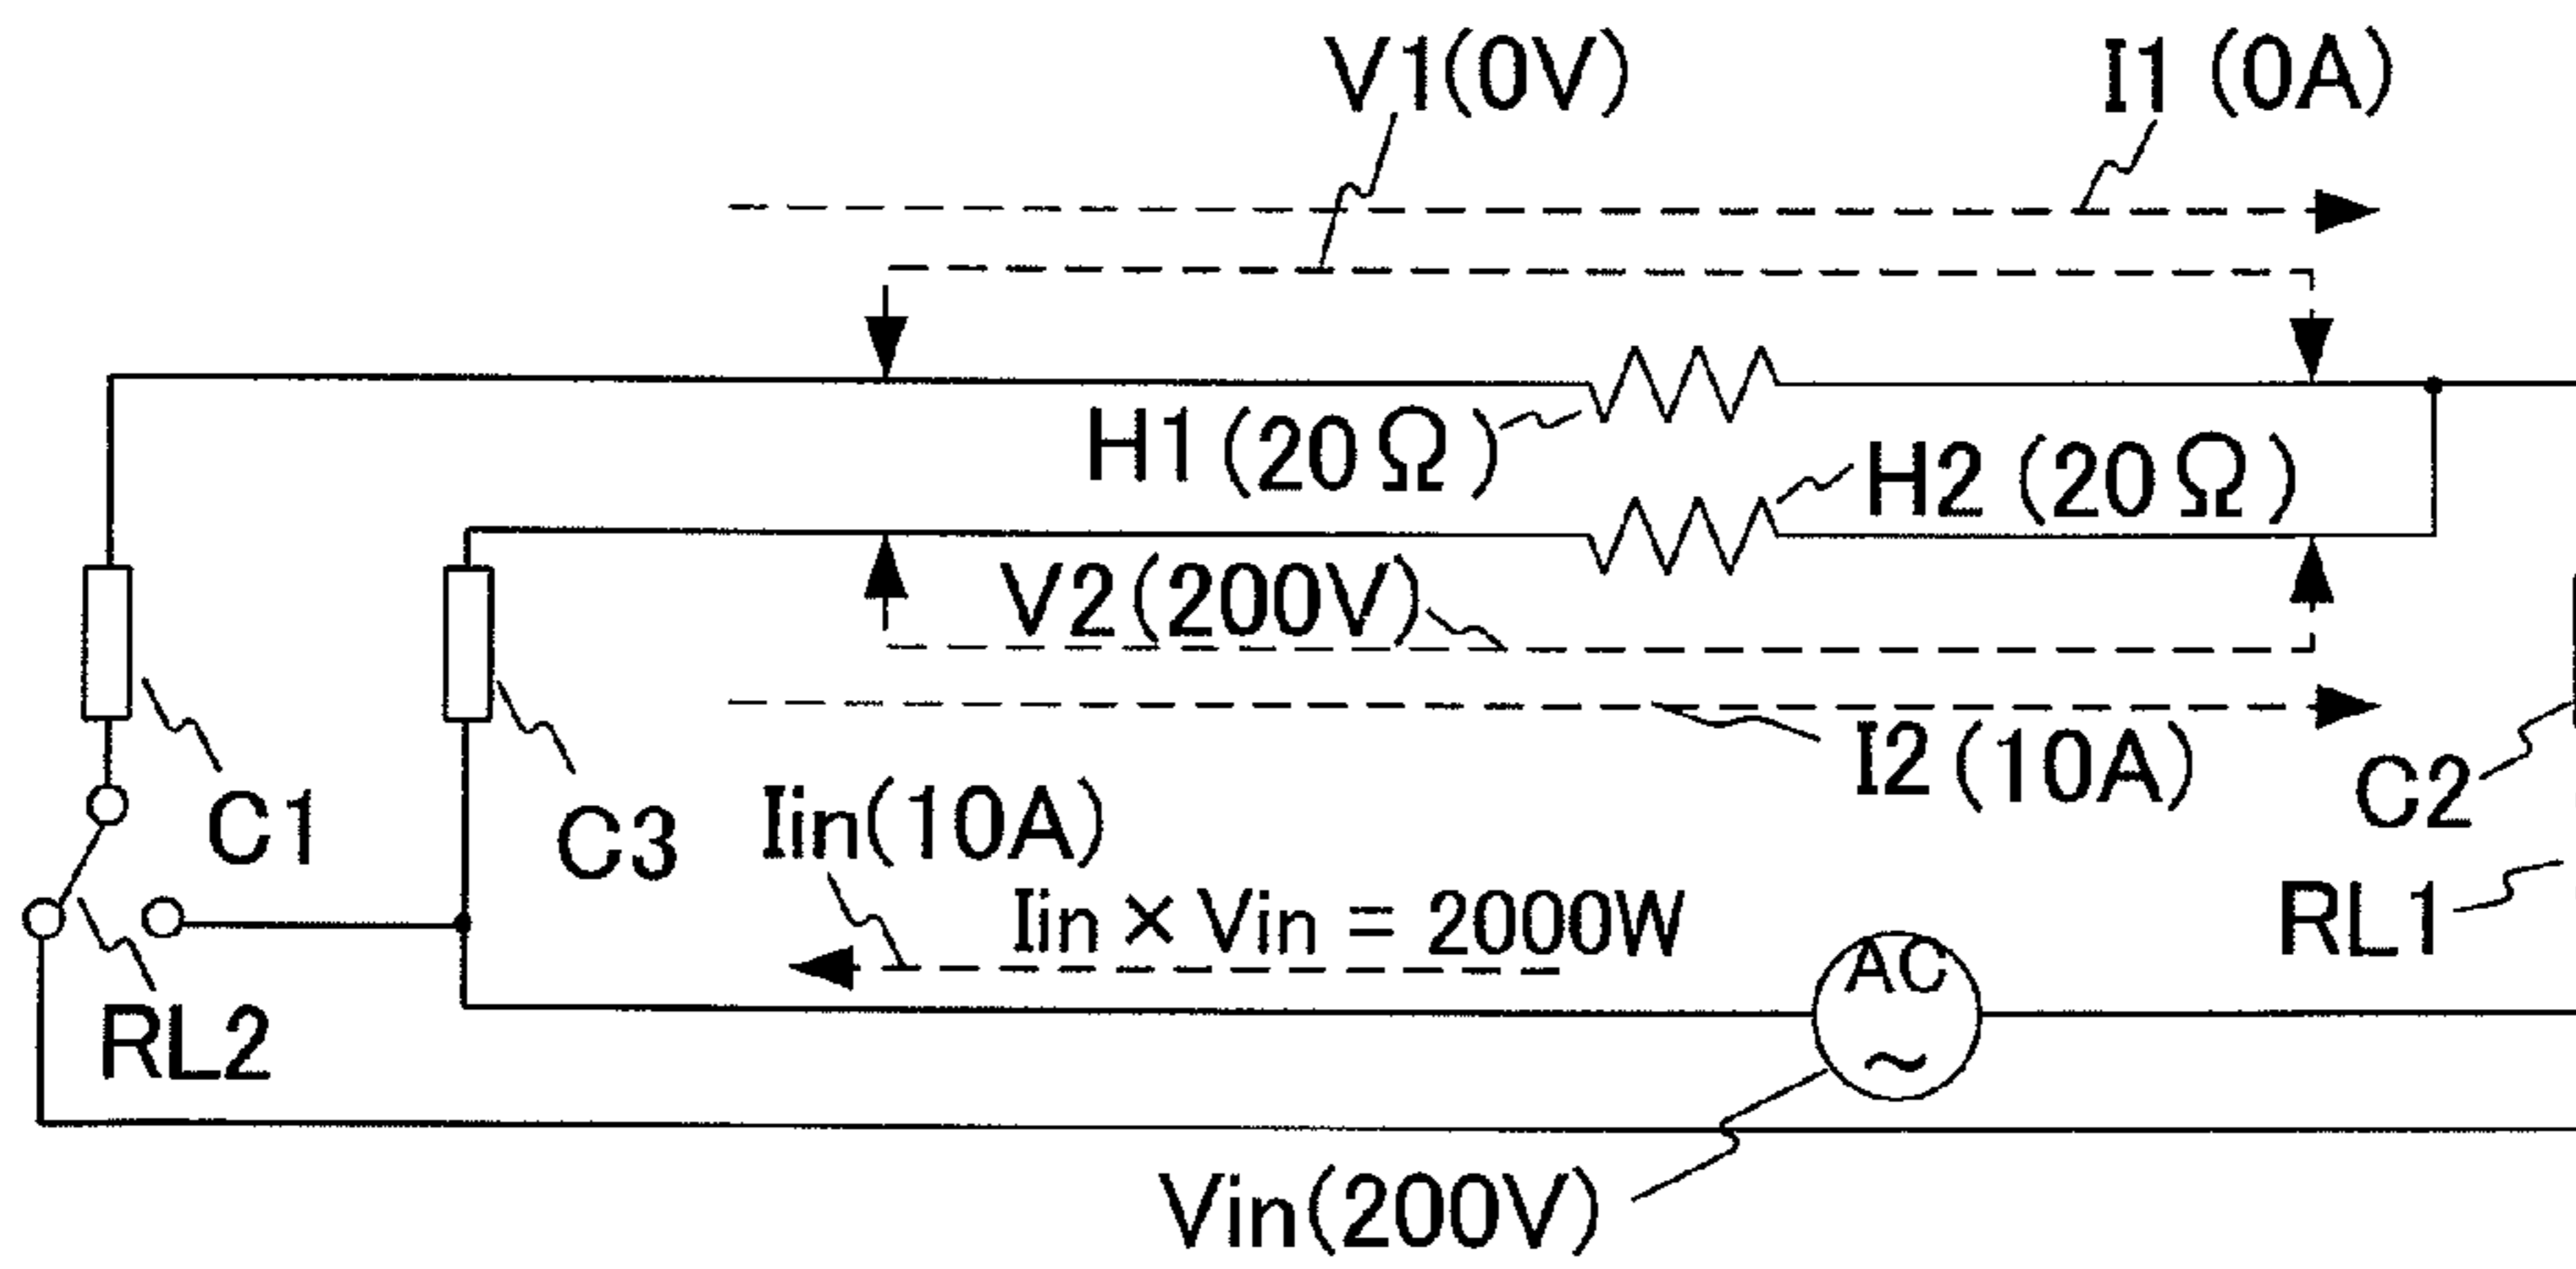 V1(0V)
I1 (0A)
H1(20Ω)
H2(20Ω)
V2(200V)
I2(10A)
C2
C1
C3
Iin(10A)
Iin × Vin = 2000W
RL1
AC
~
RL2
Vin(200V)